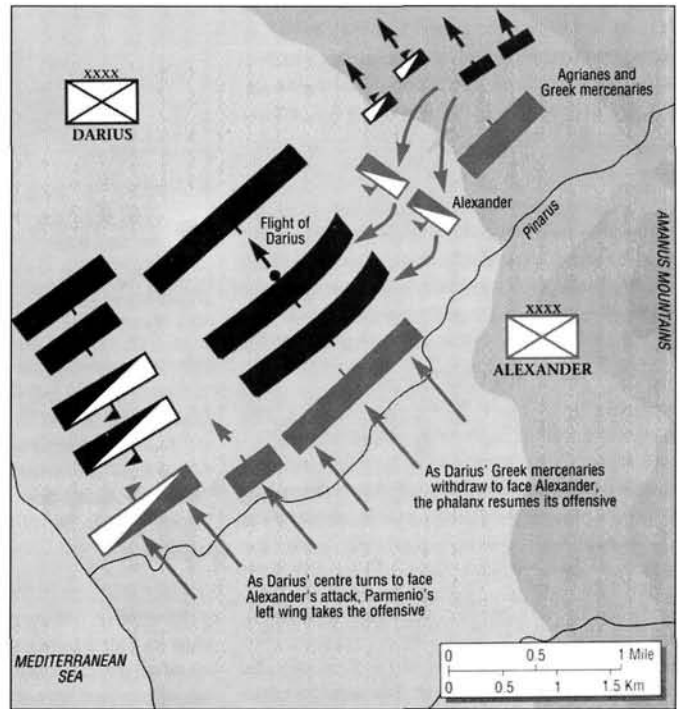 XXXX
DARIUS
Agrianes and
Greek mercenaries
Alexander
Flight of
Darius
Pinarus
AMANUS MOUNTAINS
XXXX
ALEXANDER
As Darius' Greek mercenaries
withdraw to face Alexander,
the phalanx resumes its offensive
As Darius' centre turns to face
Alexander's attack, Parmenio's
left wing takes the offensive
MEDITERRANEAN
SEA
0 0.5 1 Mile
0 0.5 1 1.5 Km